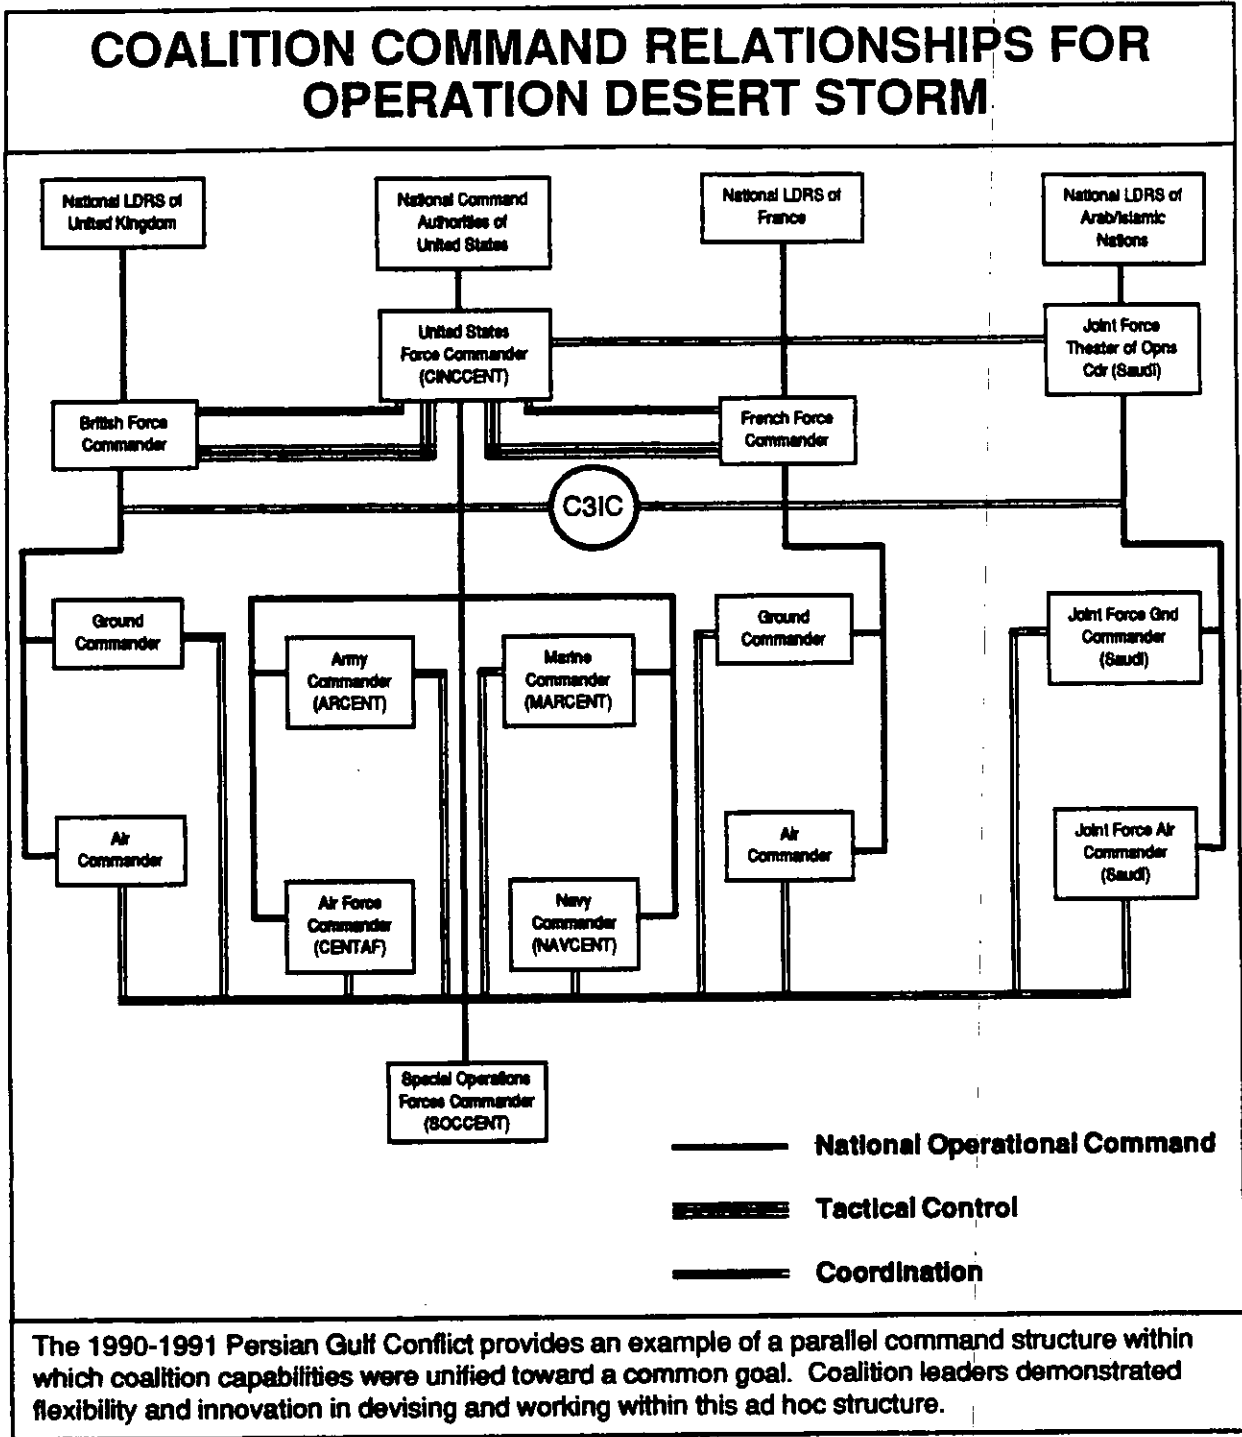 COALITION COMMAND RELATIONSHIPS FOR
OPERATION DESERT STORM
National LDRS of
United Kingdom
National Command
Authorities of
United States
National LDRS of
France
National LDRS of
Arab/Islamic
Nations
United States
Force Commander
(CINCCENT)
Joint Force
Theater of Opns
Cdr (Saudi)
British Force
Commander
French Force
Commander
C3IC
Ground
Commander
Army
Commander
(ARCENT)
Marine
Commander
(MARCENT)
Ground
Commander
Joint Force Gnd
Commander
(Saudi)
Air
Commander
Air Force
Commander
(CENTAF)
Navy
Commander
(NAVCENT)
Air
Commander
Joint Force Air
Commander
(Saudi)
Special Operations
Forces Commander
(SOCCENT)
National Operational Command
Tactical Control
Coordination
The 1990-1991 Persian Gulf Conflict provides an example of a parallel command structure within
which coalition capabilities were unified toward a common goal.  Coalition leaders demonstrated
flexibility and innovation in devising and working within this ad hoc structure.